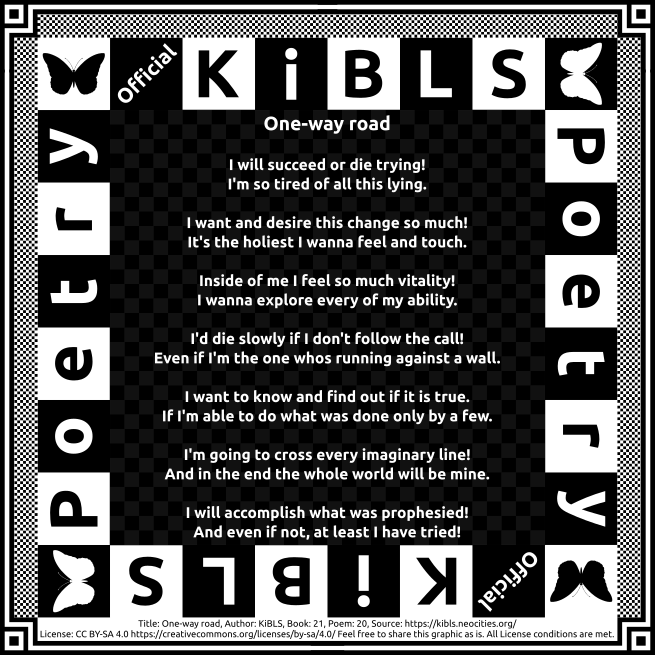 Official KiBLS
Poetry
Poetry
One-way road
I will succeed or die trying!
I'm so tired of all this lying.
I want and desire this change so much!
It's the holiest I wanna feel and touch.
Inside of me I feel so much vitality!
I wanna explore every of my ability.
I'd die slowly if I don't follow the call!
Even if I'm the one whos running against a wall.
I want to know and find out if it is true.
If I'm able to do what was done only by a few.
I'm going to cross every imaginary line!
And in the end the whole world will be mine.
I will accomplish what was prophesied!
And even if not, at least I have tried!
Official KiBLS
Title: One-way road, Author: KiBLS, Book: 21, Poem: 20, Source: https://kibls.neocities.org/
License: CC BY-SA 4.0 https://creativecommons.org/licenses/by-sa/4.0/ Feel free to share this graphic as is. All License conditions are met.